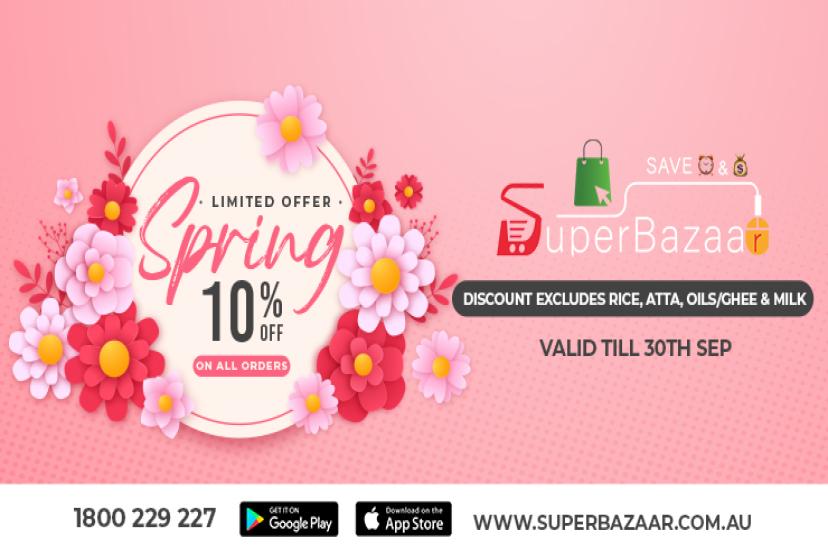 · LIMITED OFFER ·
Spring
10% OFF
ON ALL ORDERS
SAVE & $
SuperBazaar
DISCOUNT EXCLUDES RICE, ATTA, OILS/GHEE & MILK
VALID TILL 30TH SEP
1800 229 227
GET IT ON
Google Play
Download on the
App Store
WWW.SUPERBAZAAR.COM.AU